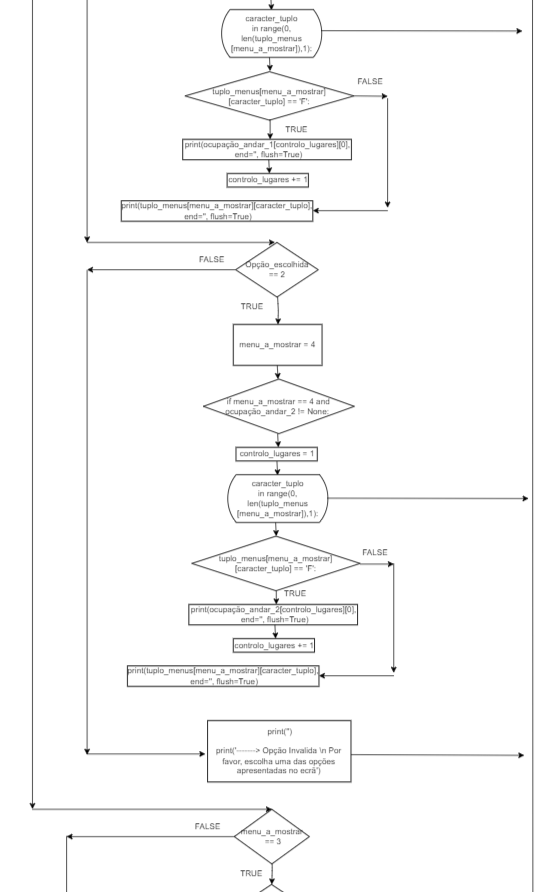 caracter_tuplo
in range(0,
len(tuplo_menus
[menu_a_mostrar]),1):
FALSE
tuplo_menus[menu_a_mostrar]
[caracter_tuplo] == 'F':
TRUE
print(ocupação_andar_1[controlo_lugares][0],
end='', flush=True)
controlo_lugares += 1
print(tuplo_menus[menu_a_mostrar][caracter_tuplo],
end='', flush=True)
FALSE
Opção_escolhida
== 2
TRUE
menu_a_mostrar = 4
if menu_a_mostrar == 4 and
ocupação_andar_2 != None:
controlo_lugares = 1
caracter_tuplo
in range(0,
len(tuplo_menus
[menu_a_mostrar]),1):
FALSE
tuplo_menus[menu_a_mostrar]
[caracter_tuplo] == 'F':
TRUE
print(ocupação_andar_2[controlo_lugares][0],
end='', flush=True)
controlo_lugares += 1
print(tuplo_menus[menu_a_mostrar][caracter_tuplo],
end='', flush=True)
print('')
print('--------> Opção Invalida \n Por
favor, escolha uma das opções
apresentadas no ecrã')
FALSE
menu_a_mostrar
== 3
TRUE